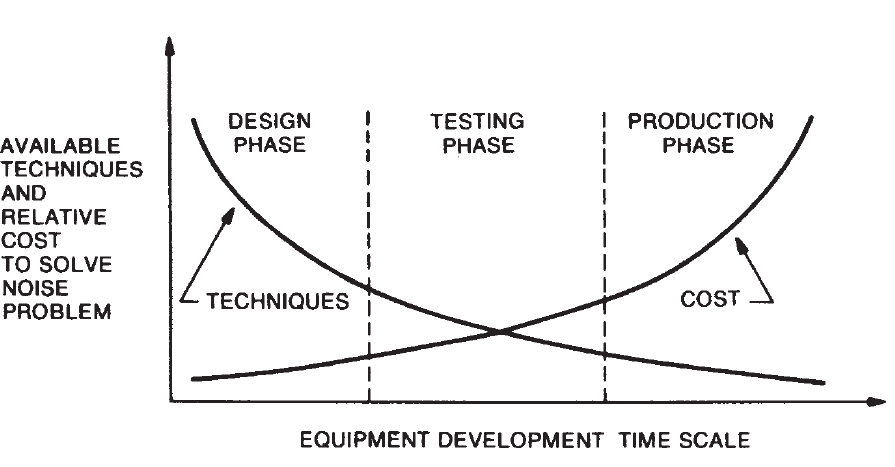 DESIGN
PHASE
TESTING
PHASE
PRODUCTION
PHASE
AVAILABLE
TECHNIQUES
AND
RELATIVE
COST
TO SOLVE
NOISE
PROBLEM
TECHNIQUES
COST
EQUIPMENT DEVELOPMENT TIME SCALE